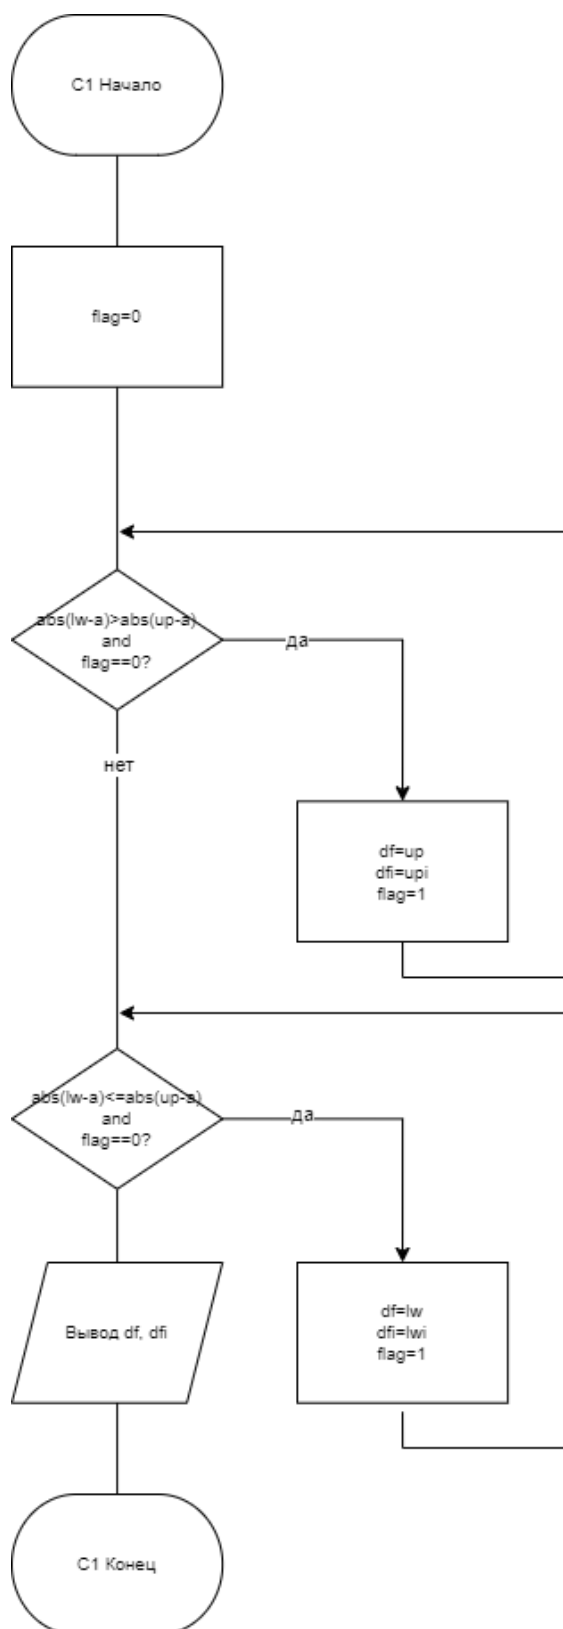 С1 Начало
flag=0
abs(lw-a)>abs(up-a)
and
flag==0?
да
нет
df=up
dfi=upi
flag=1
abs(lw-a)<=abs(up-a)
and
flag==0?
да
Вывод df, dfi
df=lw
dfi=lwi
flag=1
С1 Конец